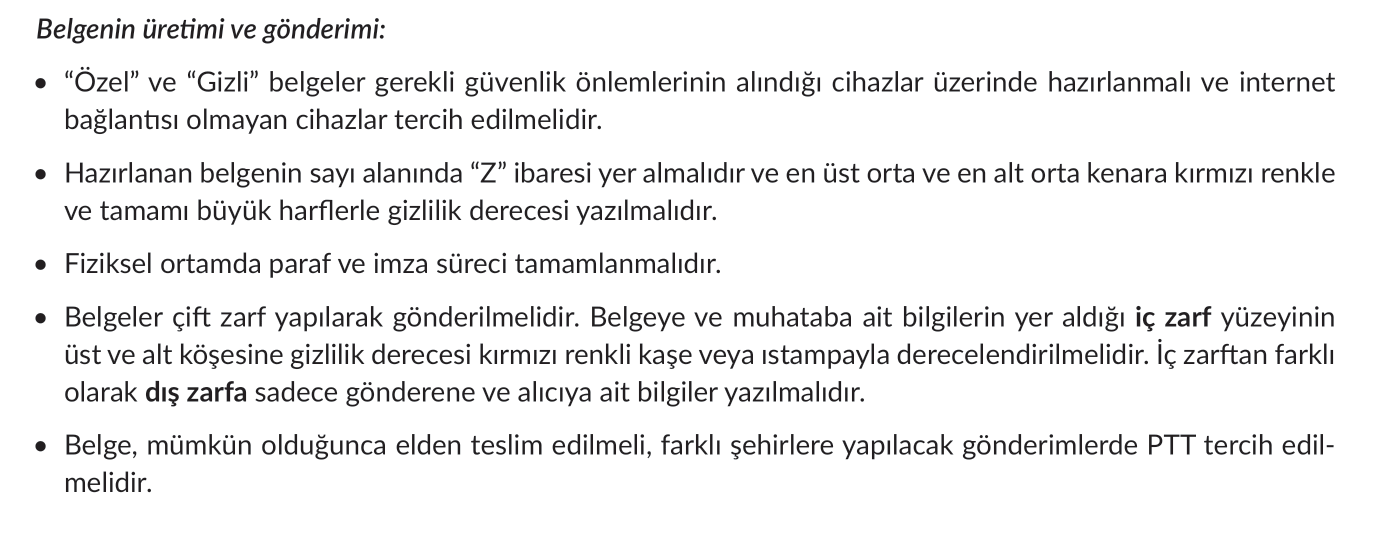 Belgenin üretimi ve gönderimi:
• “Özel” ve “Gizli” belgeler gerekli güvenlik önlemlerinin alındığı cihazlar üzerinde hazırlanmalı ve internet
bağlantısı olmayan cihazlar tercih edilmelidir.
• Hazırlanan belgenin sayı alanında “Z” ibaresi yer almalıdır ve en üst orta ve en alt orta kenara kırmızı renkle
ve tamamı büyük harflerle gizlilik derecesi yazılmalıdır.
• Fiziksel ortamda paraf ve imza süreci tamamlanmalıdır.
• Belgeler çift zarf yapılarak gönderilmelidir. Belgeye ve muhataba ait bilgilerin yer aldığı iç zarf yüzeyinin
üst ve alt köşesine gizlilik derecesi kırmızı renkli kaşe veya ıstampayla derecelendirilmelidir. İç zarftan farklı
olarak dış zarfa sadece gönderene ve alıcıya ait bilgiler yazılmalıdır.
• Belge, mümkün olduğunca elden teslim edilmeli, farklı şehirlere yapılacak gönderimlerde PTT tercih edil-
melidir.